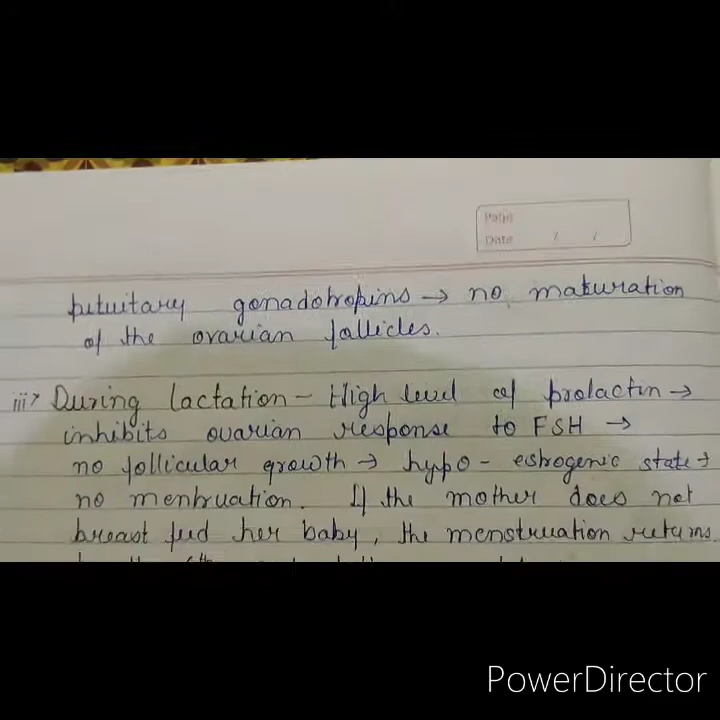 Page
Date / /
pituitary gonadotropins → no maturation
of the ovarian follicles.
iii> During lactation - High level of prolactin →
inhibits ovarian response to FSH →
no follicular growth → hypo - estrogenic state →
no menbruation. If the mother does not
breast feed her baby, the menstruation returns
PowerDirector